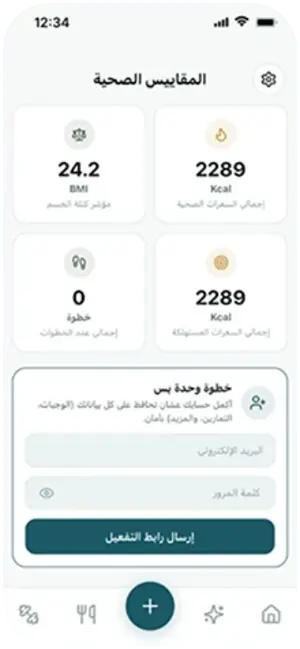 12:34
المقاييس الصحية
2289
Kcal
إجمالي السعرات الصحية
24.2
BMI
مؤشر كتلة الجسم
2289
Kcal
إجمالي السعرات المستهلكة
0
خطوة
إجمالي عدد الخطوات
خطوة وحدة بس
أكمل حسابك عشان تحافظ على كل بياناتك (الوجبات،
التمارين، والمزيد) بأمان.
البريد الإلكتروني
كلمة المرور
إرسال رابط التفعيل